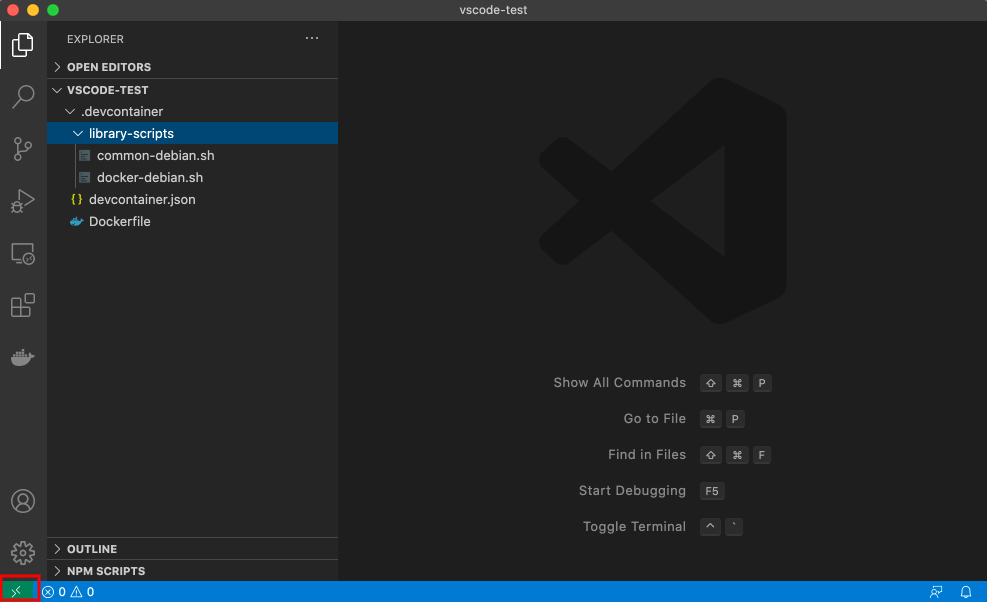 vscode-test
EXPLORER
OPEN EDITORS
VSCODE-TEST
.devcontainer
library-scripts
common-debian.sh
docker-debian.sh
{} devcontainer.json
Dockerfile
Show All Commands ⇧ ⌘ P
Go to File ⌘ P
Find in Files ⇧ ⌘ F
Start Debugging F5
Toggle Terminal ^ `
OUTLINE
NPM SCRIPTS
0 0